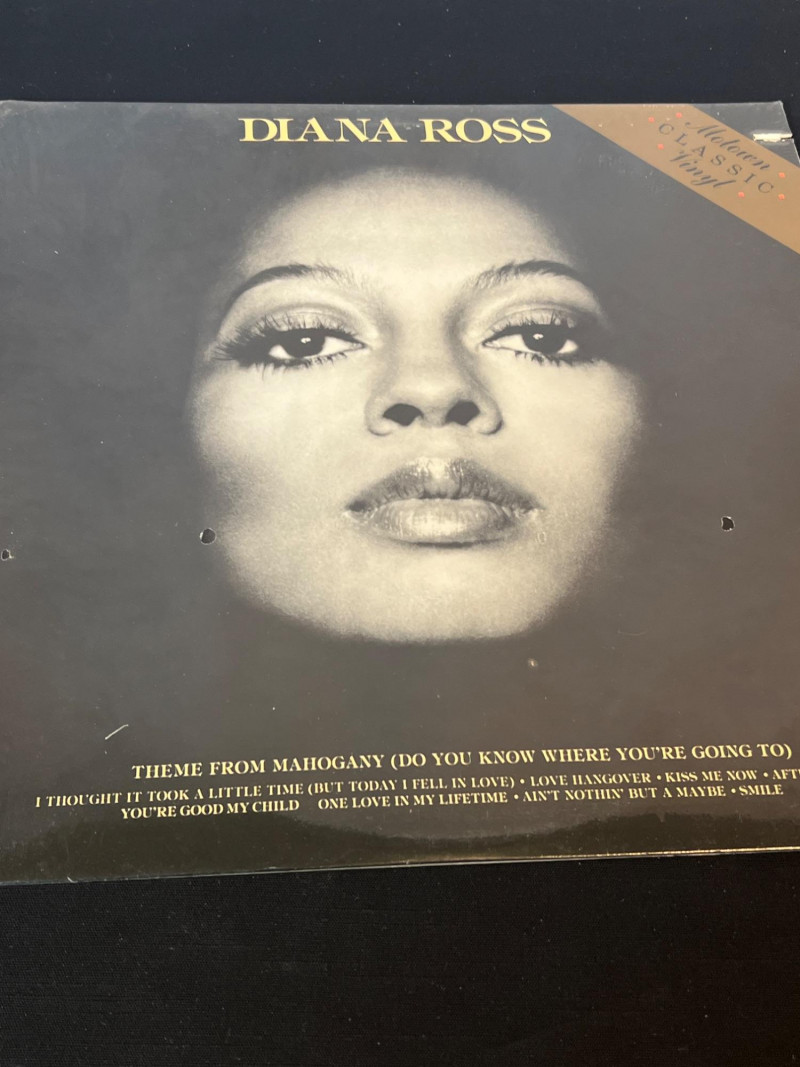 DIANA ROSS
Motown
CLASSIC
Vinyl
THEME FROM MAHOGANY (DO YOU KNOW WHERE YOU'RE GOING TO)
I THOUGHT IT TOOK A LITTLE TIME (BUT TODAY I FELL IN LOVE) • LOVE HANGOVER • KISS ME NOW •
YOU'RE GOOD MY CHILD ONE LOVE IN MY LIFETIME • AIN'T NOTHIN' BUT A MAYBE • SMILE